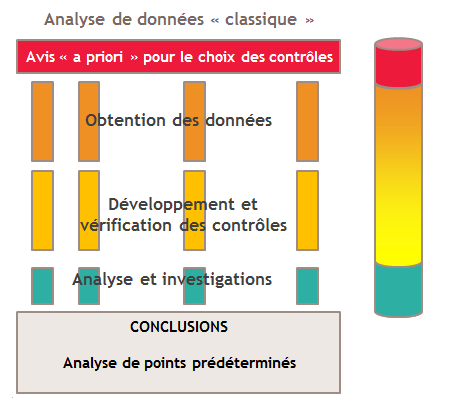 Analyse de données « classique »
Avis « a priori » pour le choix des contrôles
Obtention des données
Développement et
vérification des contrôles
Analyse et investigations
CONCLUSIONS
Analyse de points prédéterminés